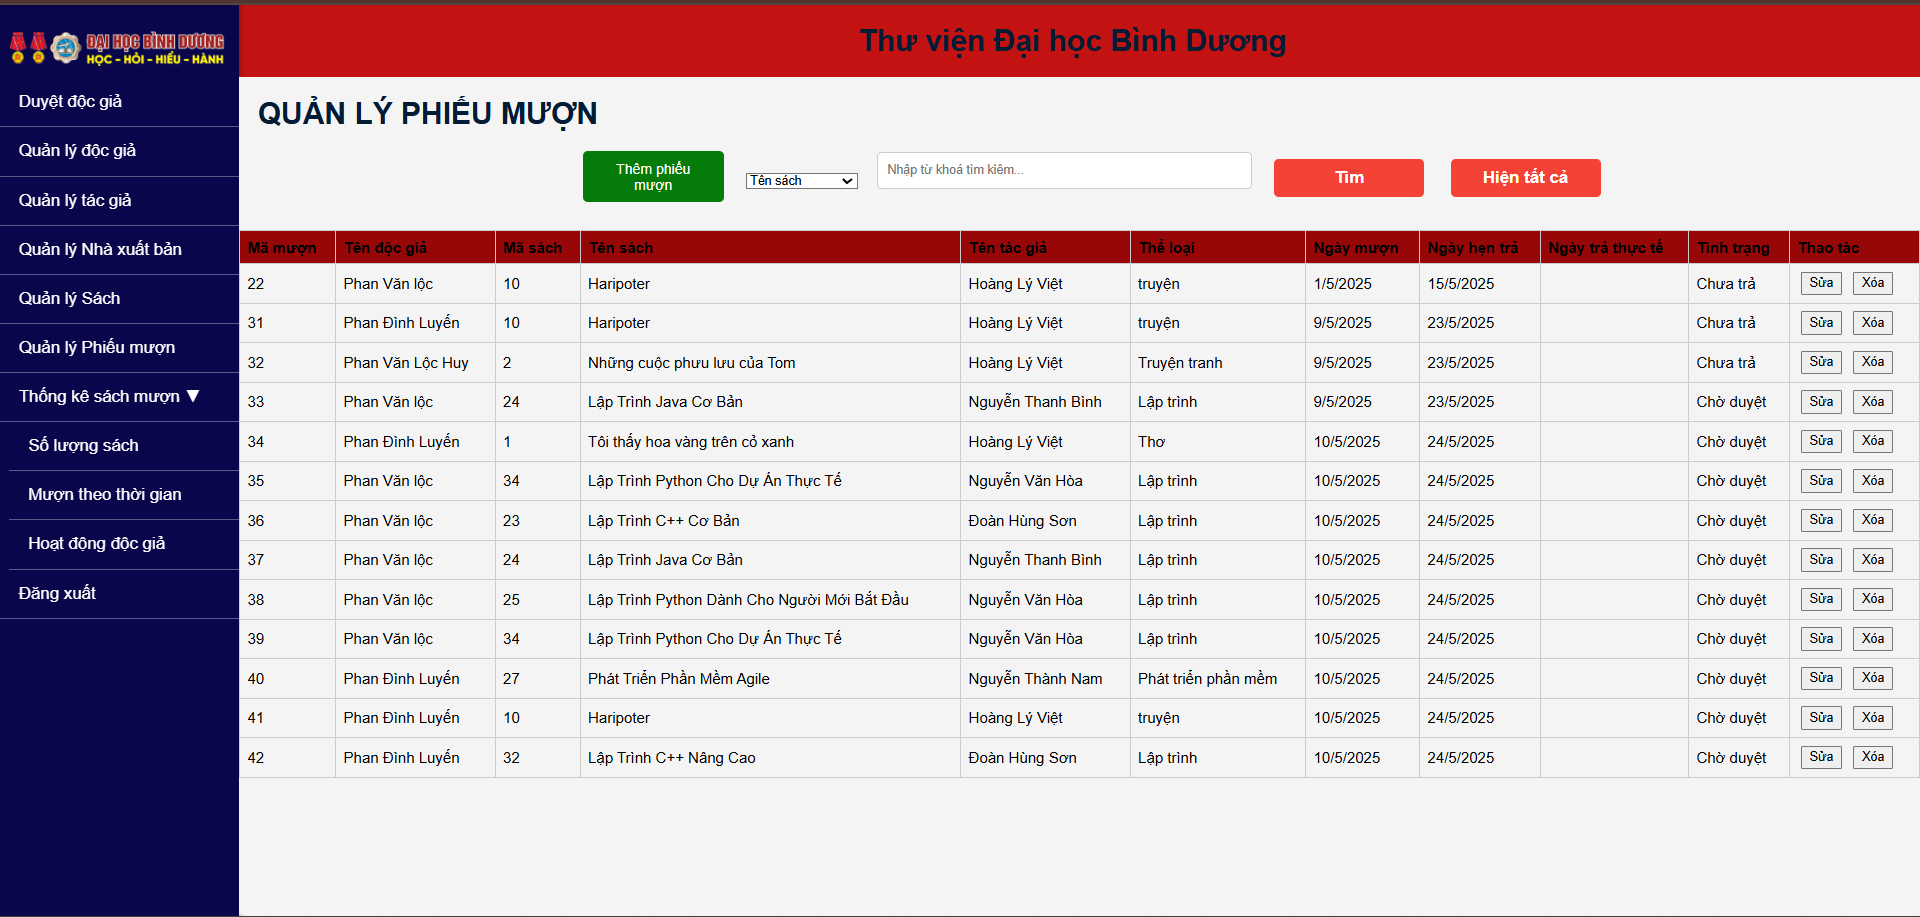 ĐẠI HỌC BÌNH DƯƠNG
HỌC - HỎI - HIỂU - HÀNH
Thư viện Đại học Bình Dương
Duyệt độc giả
Quản lý độc giả
Quản lý tác giả
Quản lý Nhà xuất bản
Quản lý Sách
Quản lý Phiếu mượn
Thống kê sách mượn ▼
Số lượng sách
Mượn theo thời gian
Hoạt động độc giả
Đăng xuất
QUẢN LÝ PHIẾU MƯỢN
Thêm phiếu
mượn
Tên sách
Nhập từ khoá tìm kiếm...
Tìm
Hiện tất cả
Mã mượn Tên độc giả Mã sách Tên sách Tên tác giả Thể loại Ngày mượn Ngày hẹn trả Ngày trả thực tế Tình trạng Thao tác
22 Phan Văn lộc 10 Haripoter Hoàng Lý Việt truyện 1/5/2025 15/5/2025 Chưa trả Sửa Xóa
31 Phan Đình Luyến 10 Haripoter Hoàng Lý Việt truyện 9/5/2025 23/5/2025 Chưa trả Sửa Xóa
32 Phan Văn Lộc Huy 2 Những cuộc phưu lưu của Tom Hoàng Lý Việt Truyện tranh 9/5/2025 23/5/2025 Chưa trả Sửa Xóa
33 Phan Văn lộc 24 Lập Trình Java Cơ Bản Nguyễn Thanh Bình Lập trình 9/5/2025 23/5/2025 Chờ duyệt Sửa Xóa
34 Phan Đình Luyến 1 Tôi thấy hoa vàng trên cỏ xanh Hoàng Lý Việt Thơ 10/5/2025 24/5/2025 Chờ duyệt Sửa Xóa
35 Phan Văn lộc 34 Lập Trình Python Cho Dự Án Thực Tế Nguyễn Văn Hòa Lập trình 10/5/2025 24/5/2025 Chờ duyệt Sửa Xóa
36 Phan Văn lộc 23 Lập Trình C++ Cơ Bản Đoàn Hùng Sơn Lập trình 10/5/2025 24/5/2025 Chờ duyệt Sửa Xóa
37 Phan Văn lộc 24 Lập Trình Java Cơ Bản Nguyễn Thanh Bình Lập trình 10/5/2025 24/5/2025 Chờ duyệt Sửa Xóa
38 Phan Văn lộc 25 Lập Trình Python Dành Cho Người Mới Bắt Đầu Nguyễn Văn Hòa Lập trình 10/5/2025 24/5/2025 Chờ duyệt Sửa Xóa
39 Phan Văn lộc 34 Lập Trình Python Cho Dự Án Thực Tế Nguyễn Văn Hòa Lập trình 10/5/2025 24/5/2025 Chờ duyệt Sửa Xóa
40 Phan Đình Luyến 27 Phát Triển Phần Mềm Agile Nguyễn Thành Nam Phát triển phần mềm 10/5/2025 24/5/2025 Chờ duyệt Sửa Xóa
41 Phan Đình Luyến 10 Haripoter Hoàng Lý Việt truyện 10/5/2025 24/5/2025 Chờ duyệt Sửa Xóa
42 Phan Đình Luyến 32 Lập Trình C++ Nâng Cao Đoàn Hùng Sơn Lập trình 10/5/2025 24/5/2025 Chờ duyệt Sửa Xóa